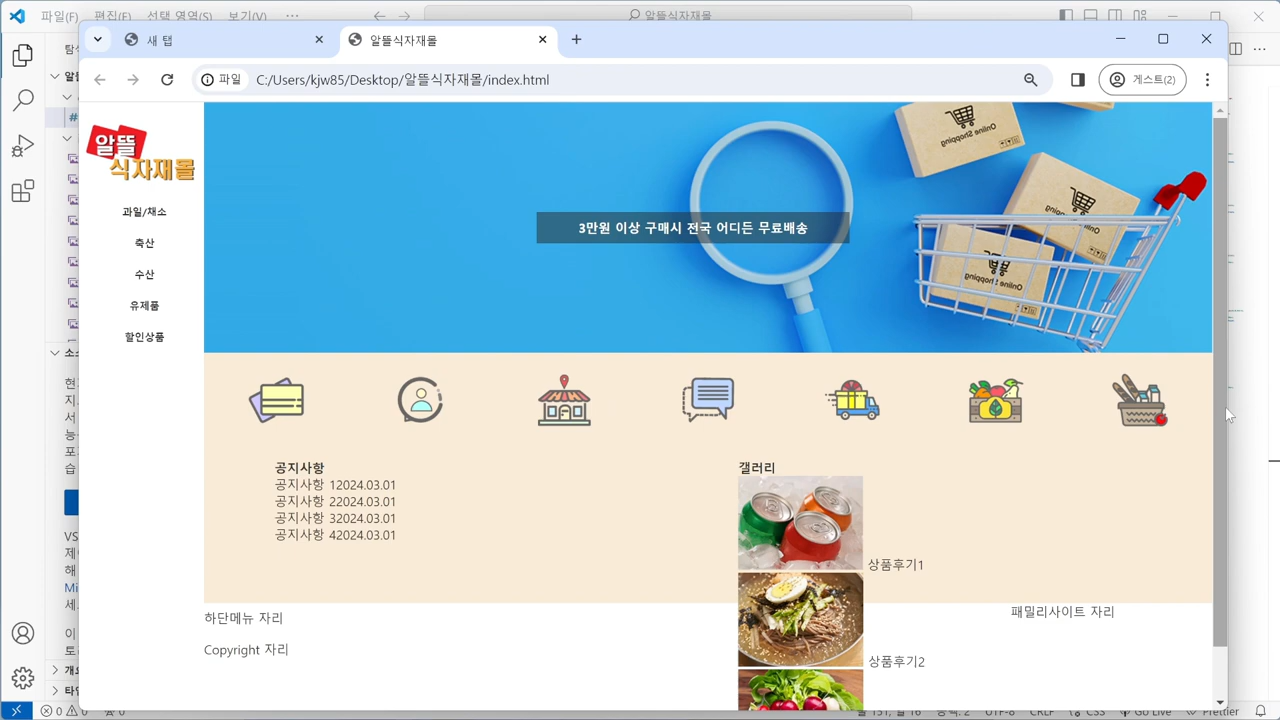 파일(F) 편집(E) 선택 영역(S) 보기(V) ··· 알뜰식자재몰
새 탭
알뜰식자재몰
파일 C:/Users/kjw85/Desktop/알뜰식자재몰/index.html
게스트(2)
알뜰
식자재몰
과일/채소
축산
수산
유제품
할인상품
3만원 이상 구매시 전국 어디든 무료배송
Online Shopping
Online Shopping
Online Shopping
공지사항
공지사항 12024.03.01
공지사항 22024.03.01
공지사항 32024.03.01
공지사항 42024.03.01
갤러리
상품후기1
상품후기2
하단메뉴 자리
Copyright 자리
패밀리사이트 자리